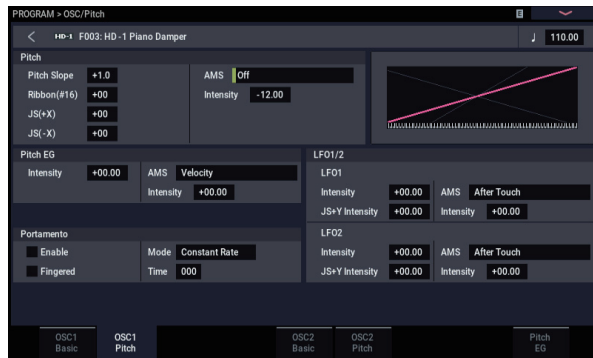 PROGRAM > OSC/Pitch
E
HD-1 F003: HD -1 Piano Damper
♩ 110.00
Pitch
Pitch Slope +1.0
AMS Off
Ribbon(#16) +00
Intensity -12.00
JS(+X) +00
JS(-X) +00
Pitch EG
Intensity +00.00
AMS Velocity
Intensity +00.00
LFO1/2
LFO1
Intensity +00.00
AMS After Touch
JS+Y Intensity +00.00
Intensity +00.00
Portamento
Enable
Mode Constant Rate
Fingered
Time 000
LFO2
Intensity +00.00
AMS After Touch
JS+Y Intensity +00.00
Intensity +00.00
OSC1
Basic
OSC1
Pitch
OSC2
Basic
OSC2
Pitch
Pitch
EG